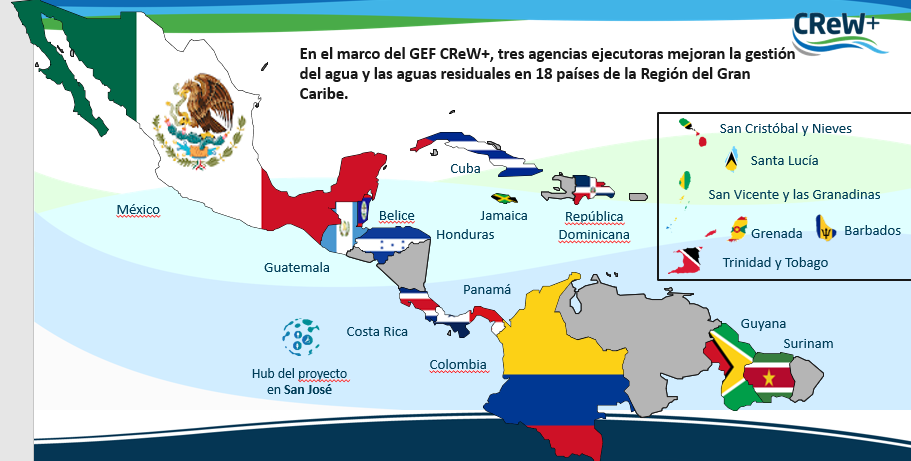 CReW+
En el marco del GEF CReW+, tres agencias ejecutoras mejoran la gestión
del agua y las aguas residuales en 18 países de la Región del Gran
Caribe.
San Cristóbal y Nieves
Santa Lucía
San Vicente y las Granadinas
Grenada
Barbados
Trinidad y Tobago
Cuba
México
Belice
Jamaica
República
Dominicana
Honduras
Guatemala
Panamá
Costa Rica
Colombia
Guyana
Surinam
Hub del proyecto
en San José